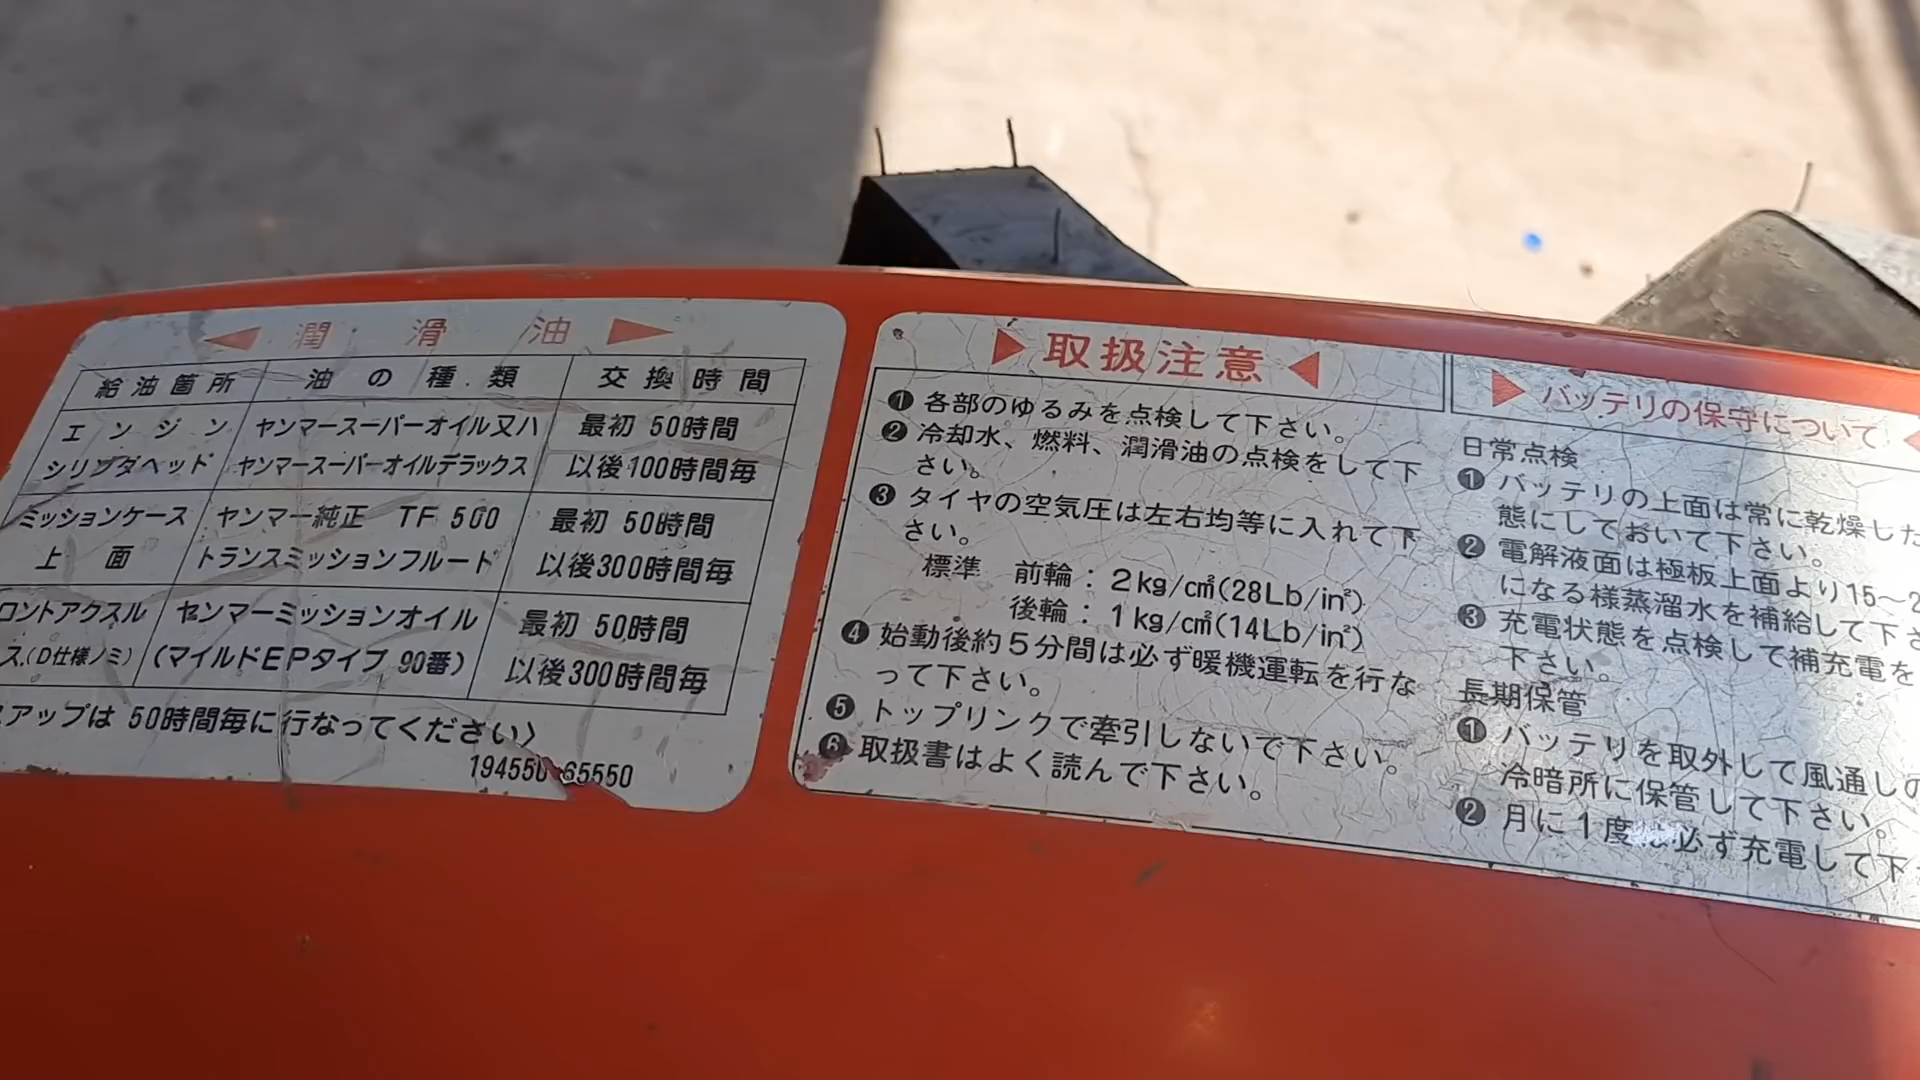 潤滑油
給油箇所 油の種類 交換時間
エンジン ヤンマースーパーオイル又ハ 最初 50時間
シリンダヘッド ヤンマースーパーオイルデラックス 以後100時間毎
ミッションケース ヤンマー純正 TF 500 最初 50時間
上面 トランスミッションフルード 以後300時間毎
ロントアクスル センマーミッションオイル 最初 50時間
ス(D仕様ノミ) (マイルドEPタイプ 90番) 以後300時間毎
アップは 50時間毎に行なってください〉
194550 65550
取扱注意
❶ 各部のゆるみを点検して下さい。
❷ 冷却水、燃料、潤滑油の点検をして下
さい。
❸ タイヤの空気圧は左右均等に入れて下
さい。
標準 前輪：2kg/c㎡(28Lb/in²)
後輪：1kg/c㎡(14Lb/in²)
❹ 始動後約5分間は必ず暖機運転を行な
って下さい。
❺ トップリンクで牽引しないで下さい。
❻ 取扱書はよく読んで下さい。
バッテリの保守について
日常点検
❶ バッテリの上面は常に乾燥した
態にしておいて下さい。
❷ 電解液面は極板上面より15～2
になる様蒸溜水を補給して下さ
❸ 充電状態を点検して補充電を
下さい。
長期保管
❶ バッテリを取外して風通しの
冷暗所に保管して下さい。
❷ 月に1度は必ず充電して下